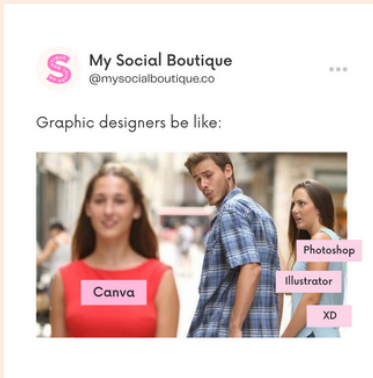 My Social Boutique
@mysocialboutique.co
Graphic designers be like:
Canva
Photoshop
Illustrator
XD